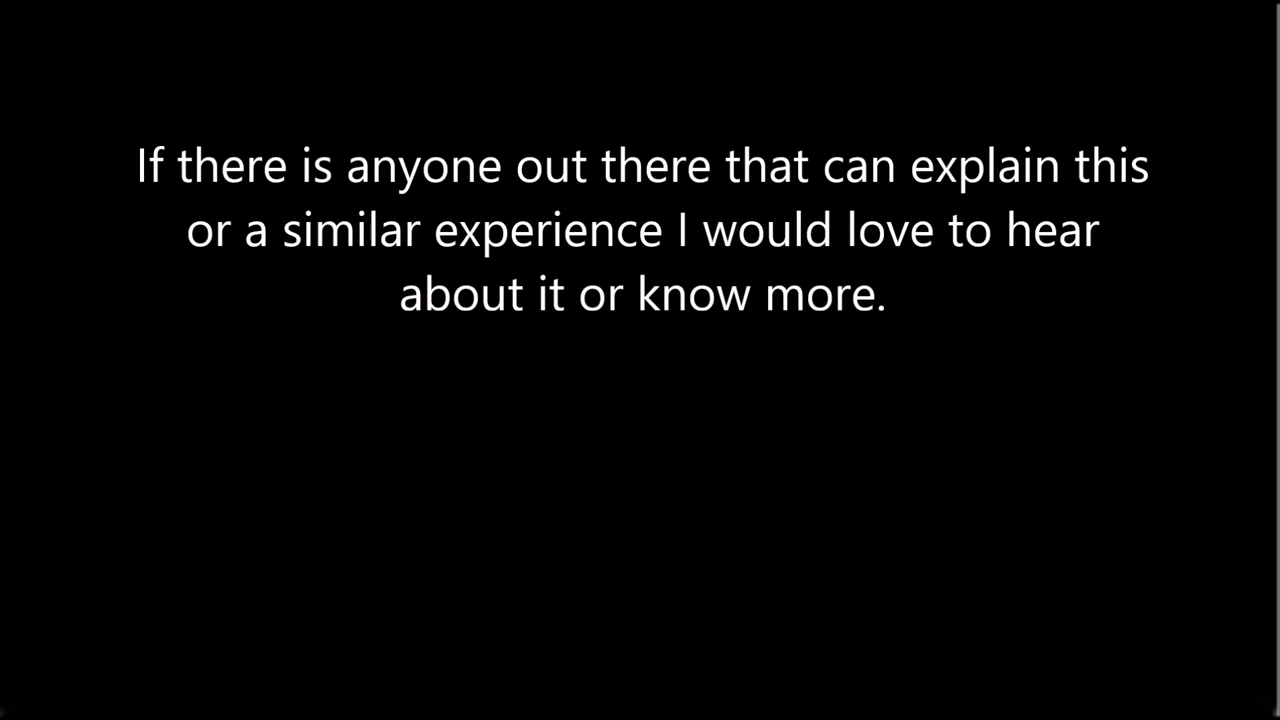 If there is anyone out there that can explain this
or a similar experience I would love to hear
about it or know more.